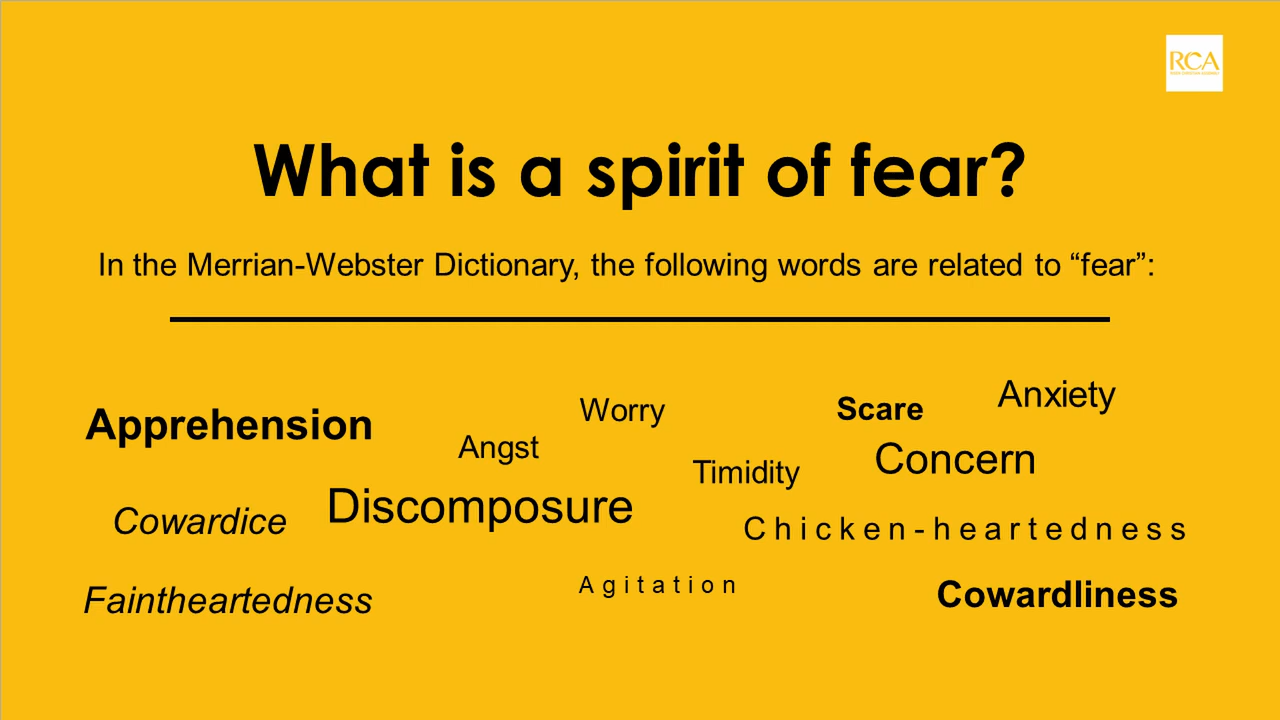 RCA
What is a spirit of fear?
In the Merrian-Webster Dictionary, the following words are related to “fear”:
Anxiety
Worry
Scare
Apprehension
Angst
Concern
Timidity
Discomposure
Cowardice
Chicken-heartedness
Agitation
Cowardliness
Faintheartedness